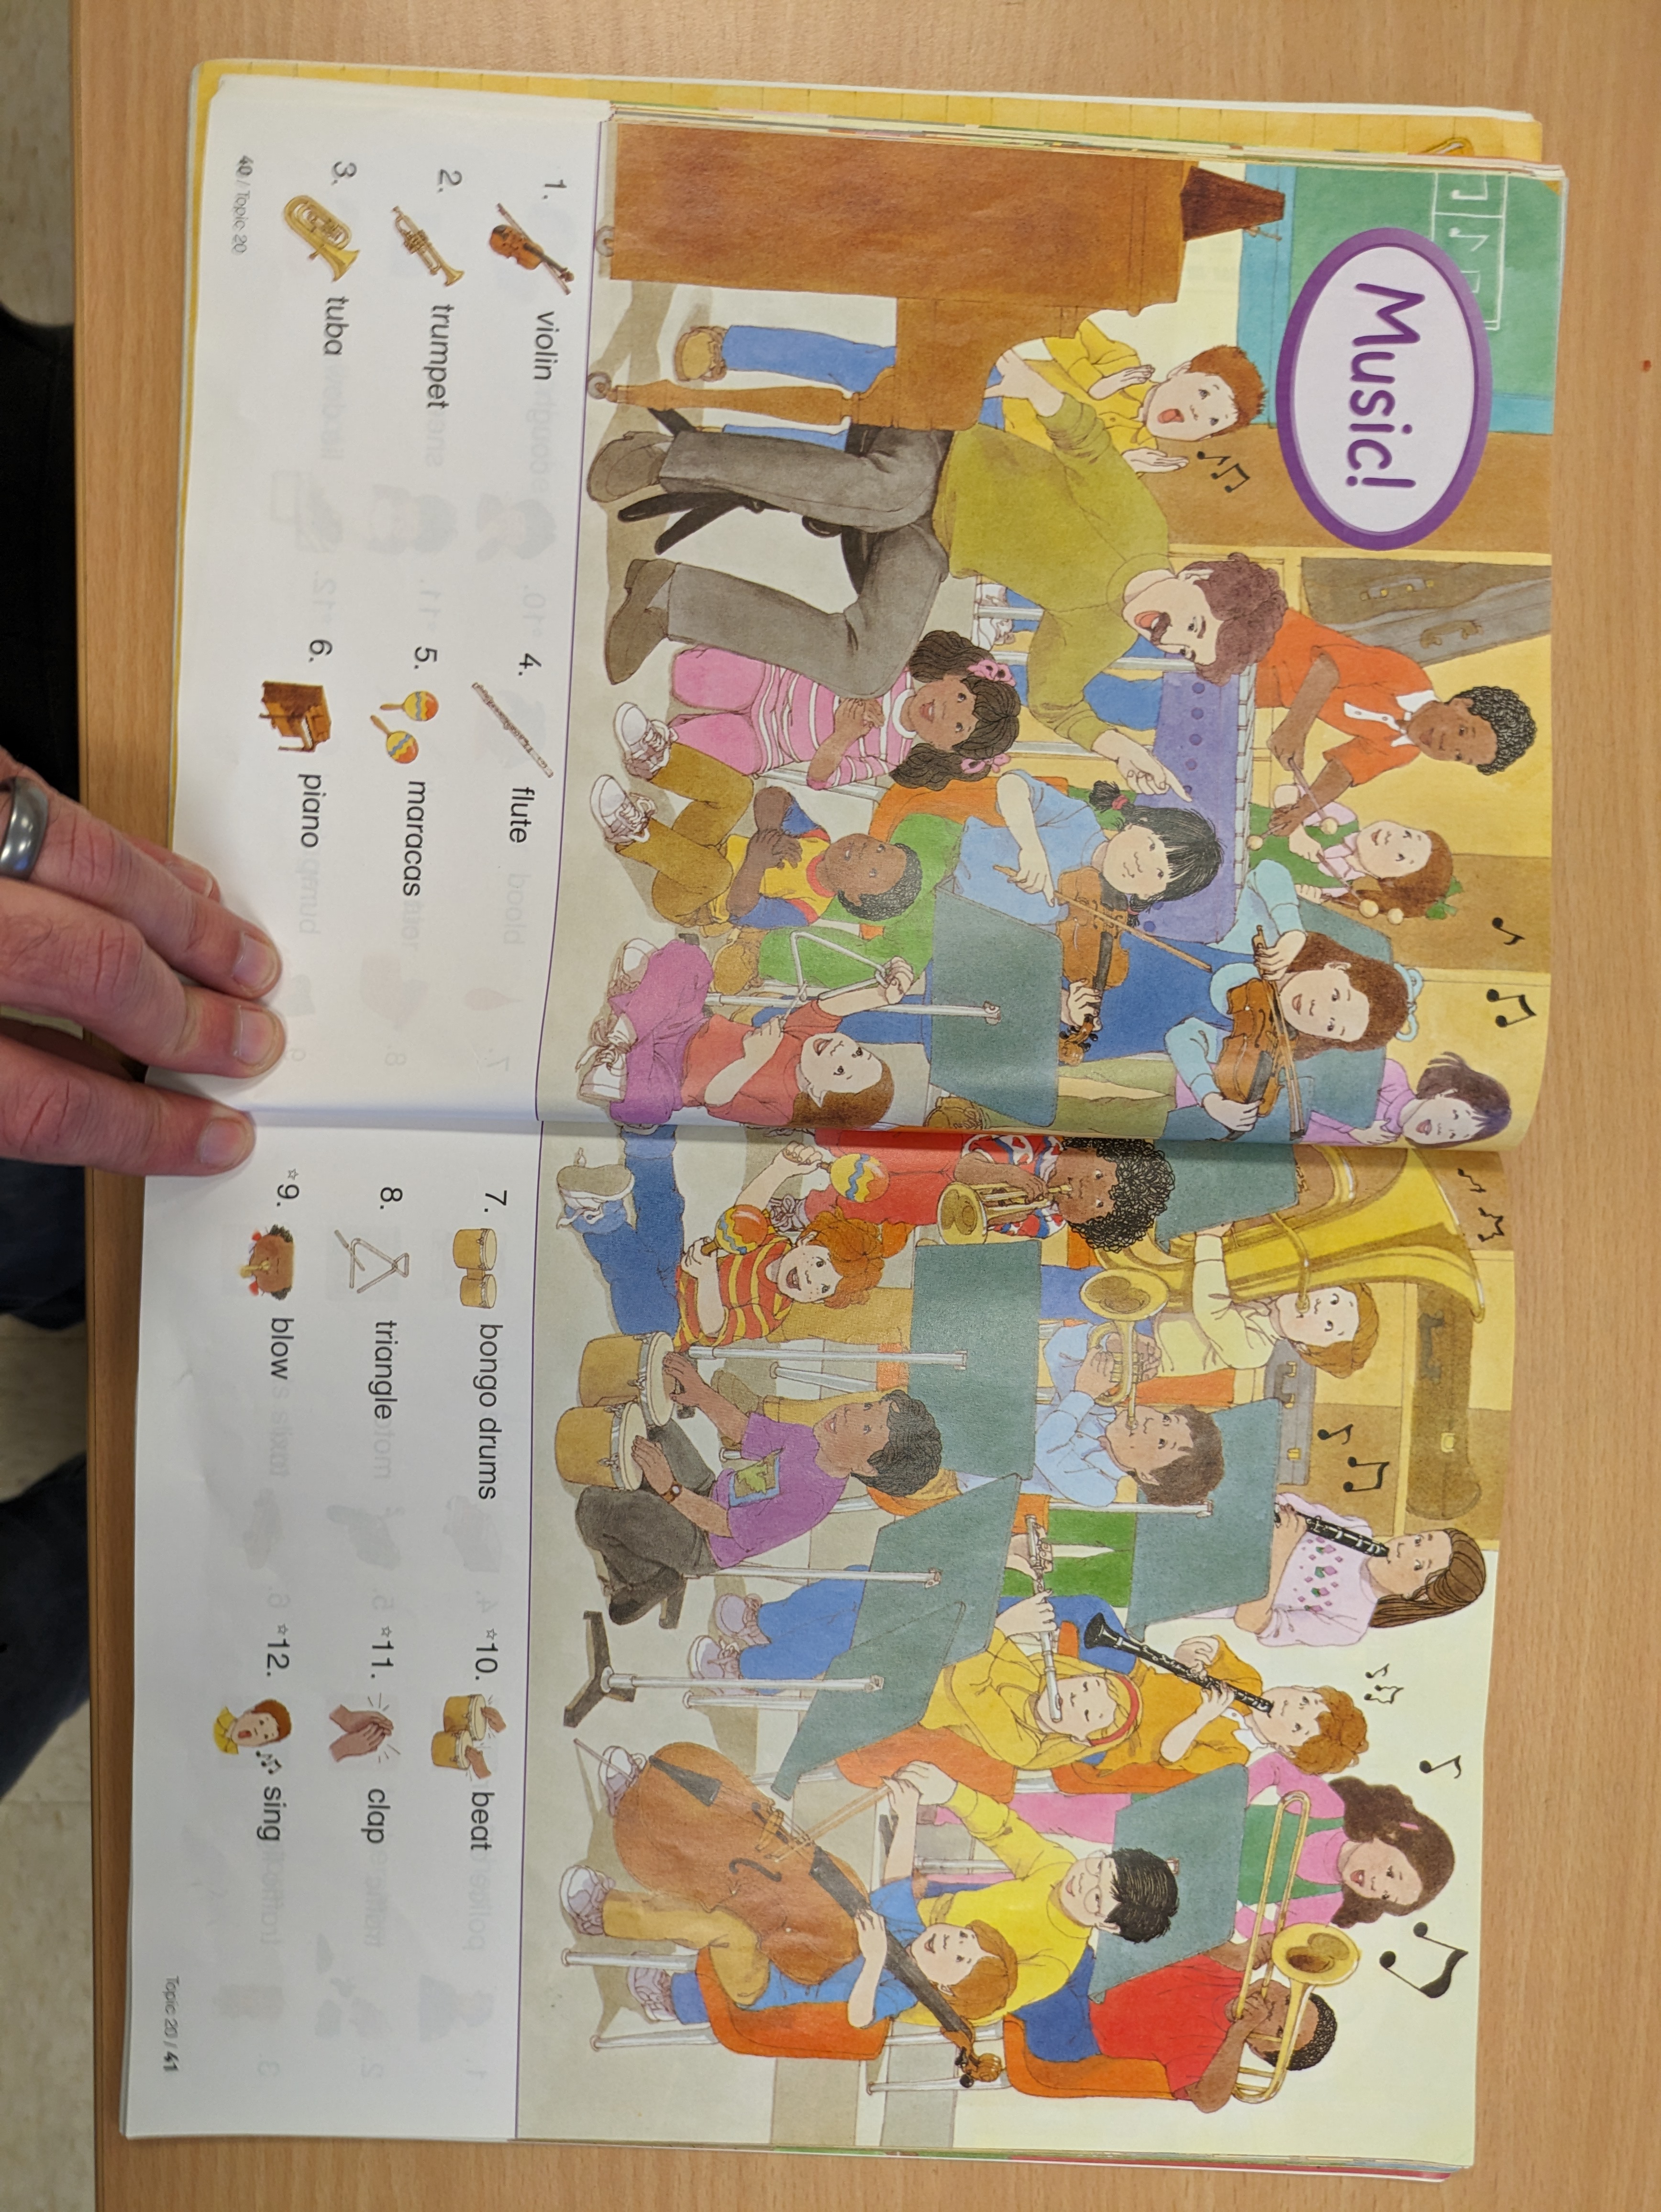 Music!
1. violin
2. trumpet
3. tuba
4. flute
5. maracas
6. piano
40 / Topic 20
7. bongo drums
8. triangle
☆9. blow
☆10. beat
☆11. clap
☆12. sing
Topic 20 / 41